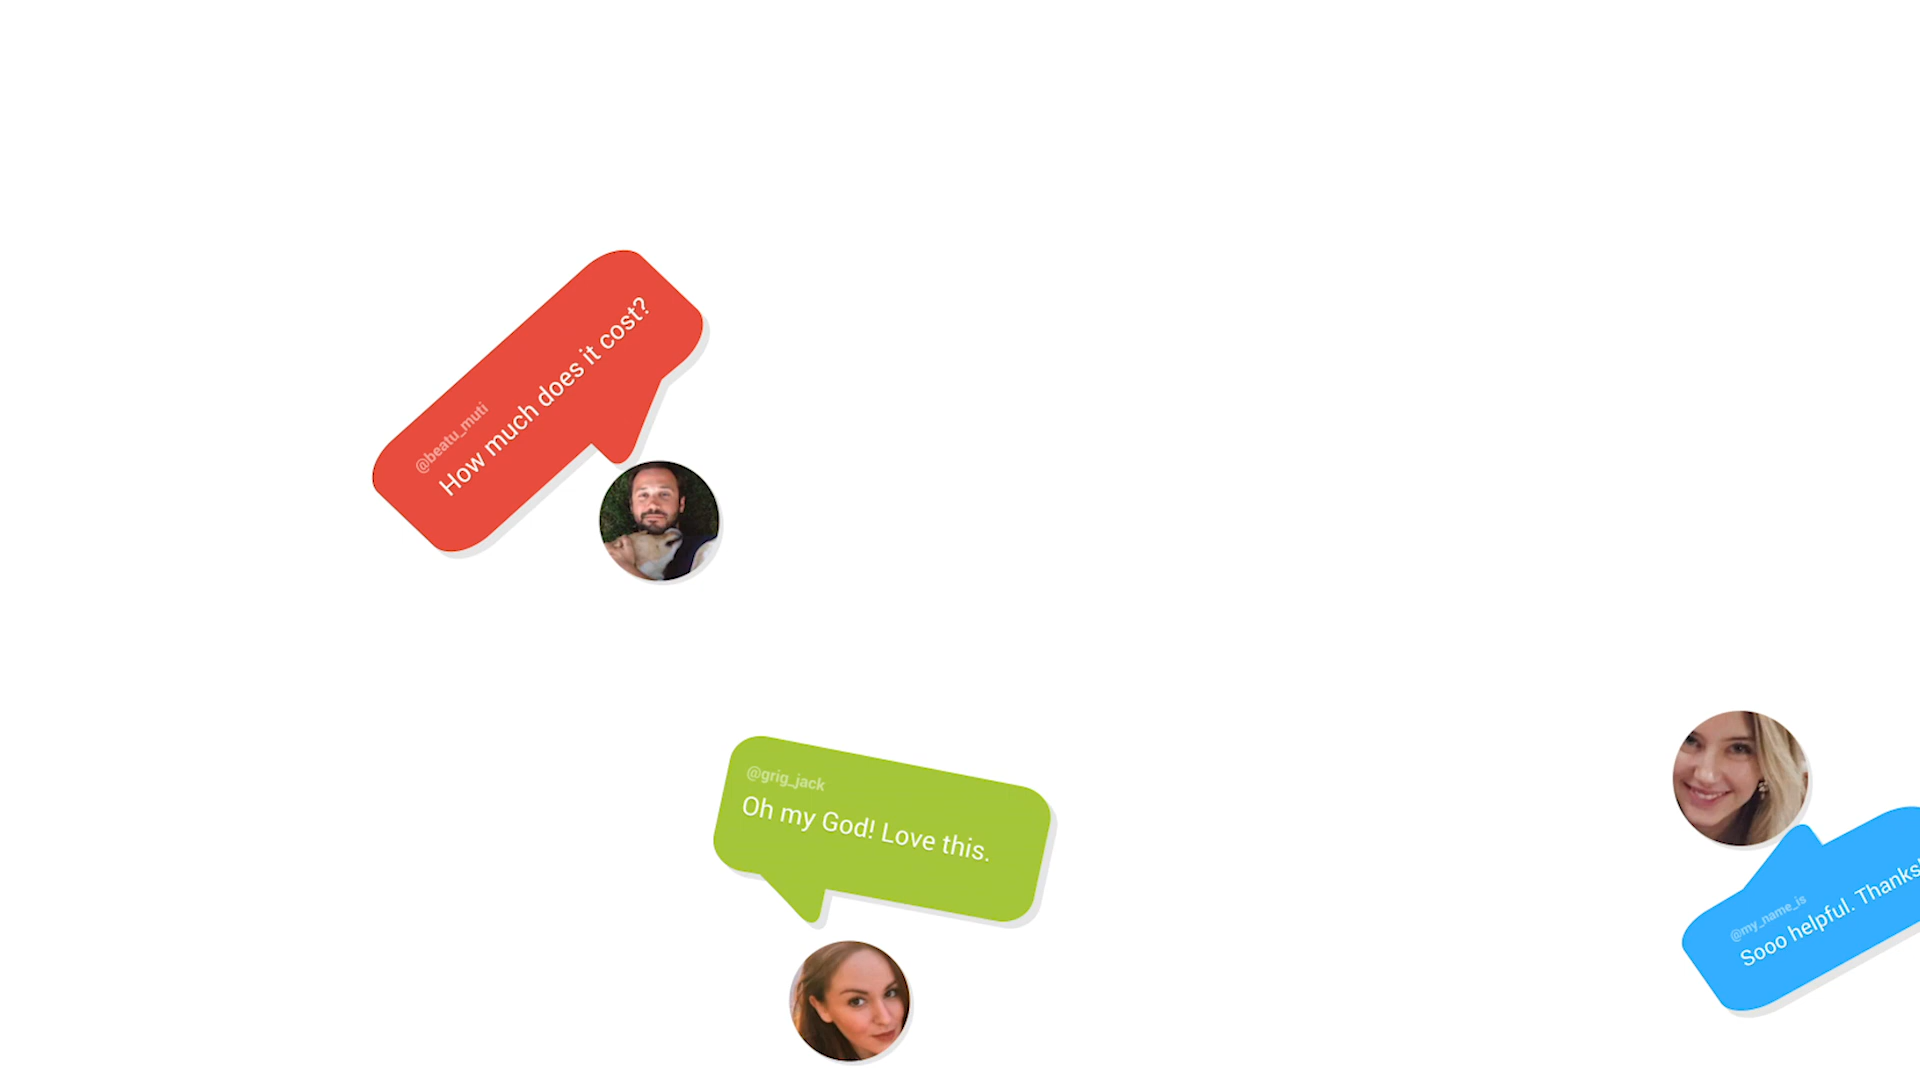 @beatu_muti
How much does it cost?
@grig_jack
Oh my God! Love this.
@my_name_is
Sooo helpful. Thanks!